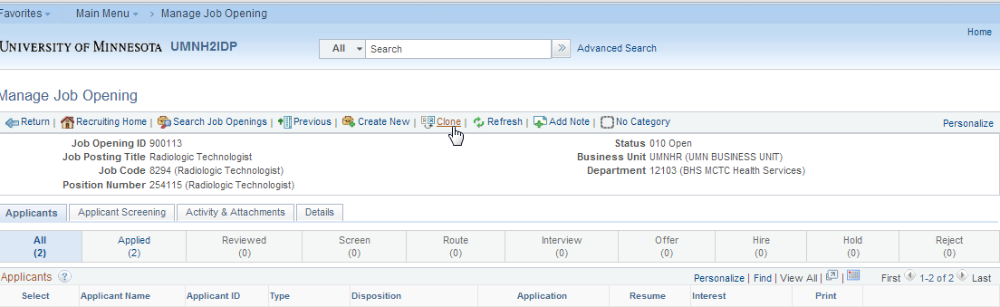 Favorites Main Menu > Manage Job Opening
Home
UNIVERSITY OF MINNESOTA UMNH2IDP
All Search >> Advanced Search
Manage Job Opening
Return | Recruiting Home | Search Job Openings | Previous | Create New | Clone | Refresh | Add Note | No Category Personalize
Job Opening ID 900113 Status 010 Open
Job Posting Title Radiologic Technologist Business Unit UMNHR (UMN BUSINESS UNIT)
Job Code 8294 (Radiologic Technologist) Department 12103 (BHS MCTC Health Services)
Position Number 254115 (Radiologic Technologist)
Applicants Applicant Screening Activity & Attachments Details
All Applied Reviewed Screen Route Interview Offer Hire Hold Reject
(2) (2) (0) (0) (0) (0) (0) (0) (0) (0)
Applicants ? Personalize | Find | View All | | First 1-2 of 2 Last
Select Applicant Name Applicant ID Type Disposition Application Resume Interest Print